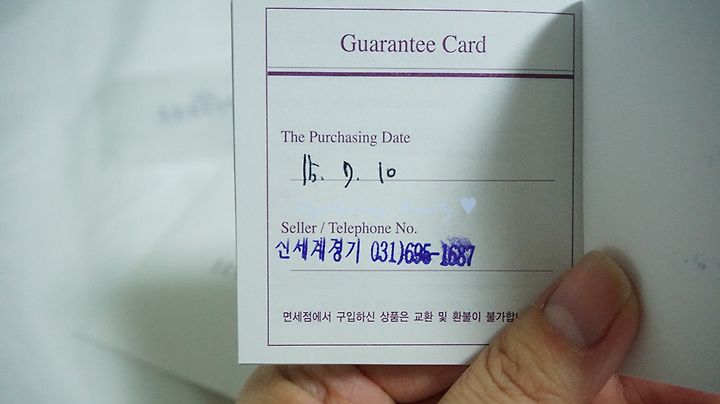 Guarantee Card
The Purchasing Date
15. 7. 10
Seller / Telephone No.
신세계경기 031)695-1687
면세점에서 구입하신 상품은 교환 및 환불이 불가합